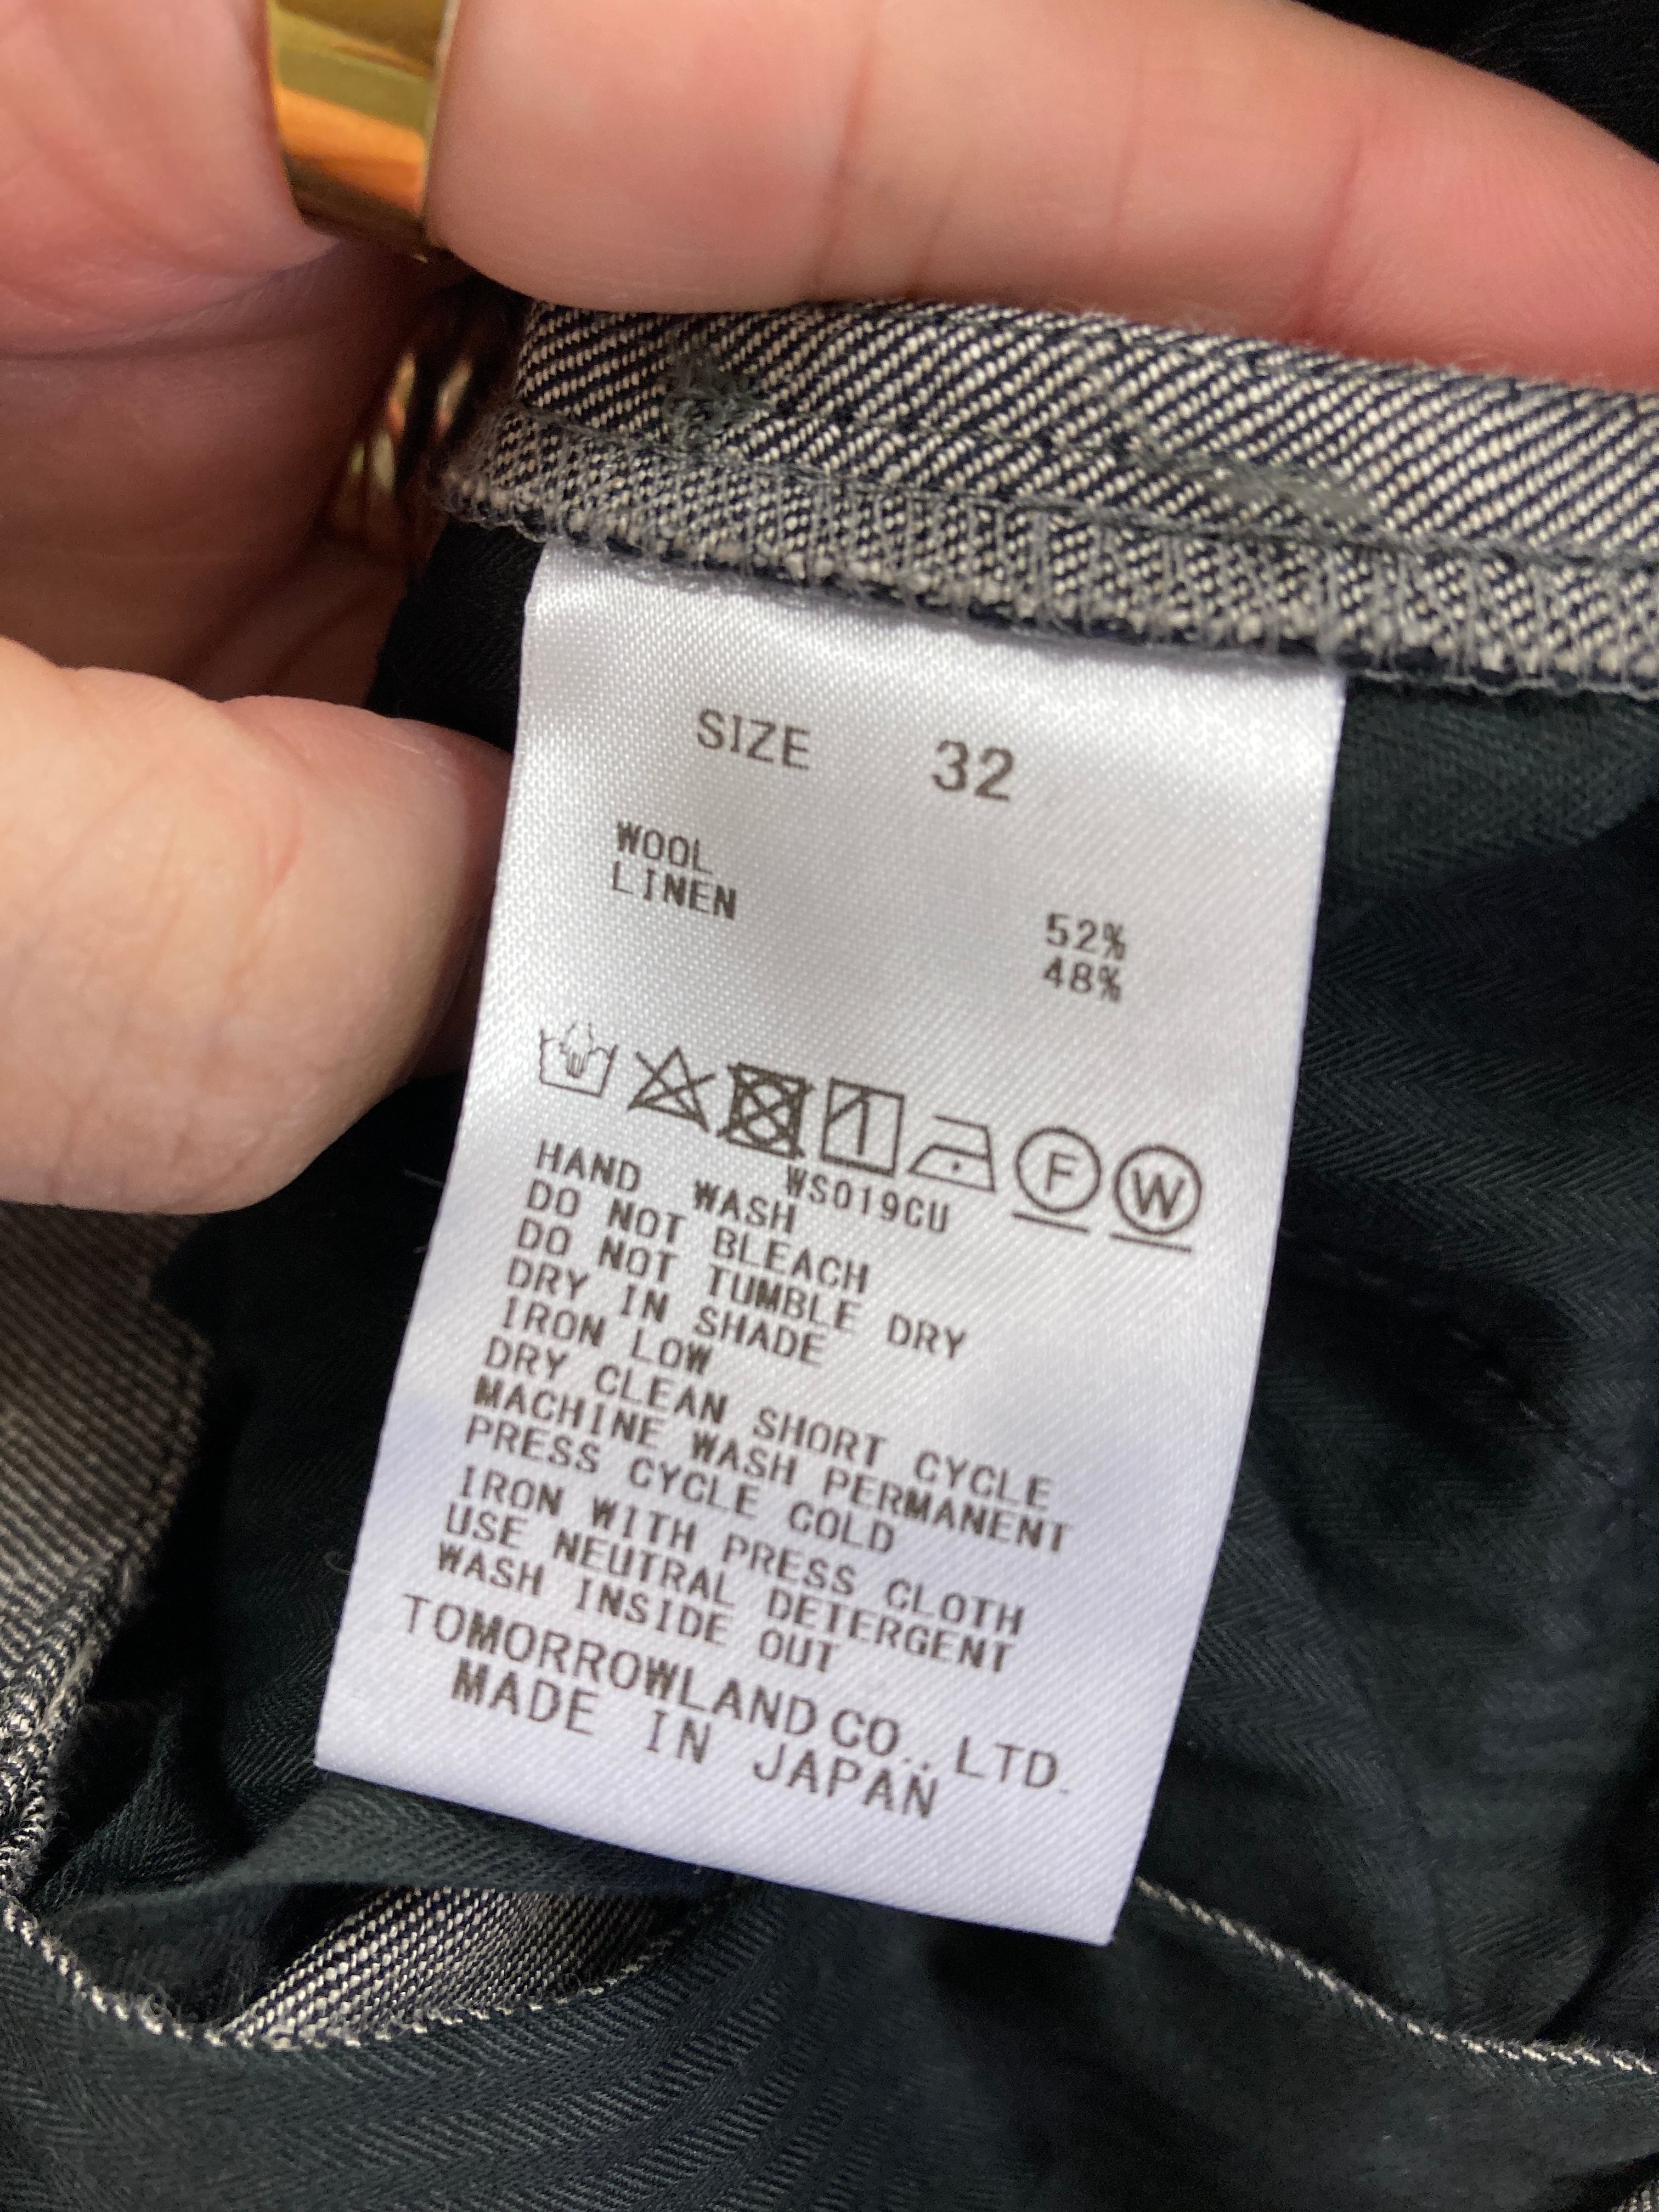 SIZE 32
WOOL 52%
LINEN 48%
F W
WS019CU
HAND WASH
DO NOT BLEACH
DO NOT TUMBLE DRY
DRY IN SHADE
IRON LOW
DRY CLEAN SHORT CYCLE
MACHINE WASH PERMANENT
PRESS CYCLE COLD
IRON WITH PRESS CLOTH
USE NEUTRAL DETERGENT
WASH INSIDE OUT
TOMORROWLAND CO., LTD.
MADE IN JAPAN